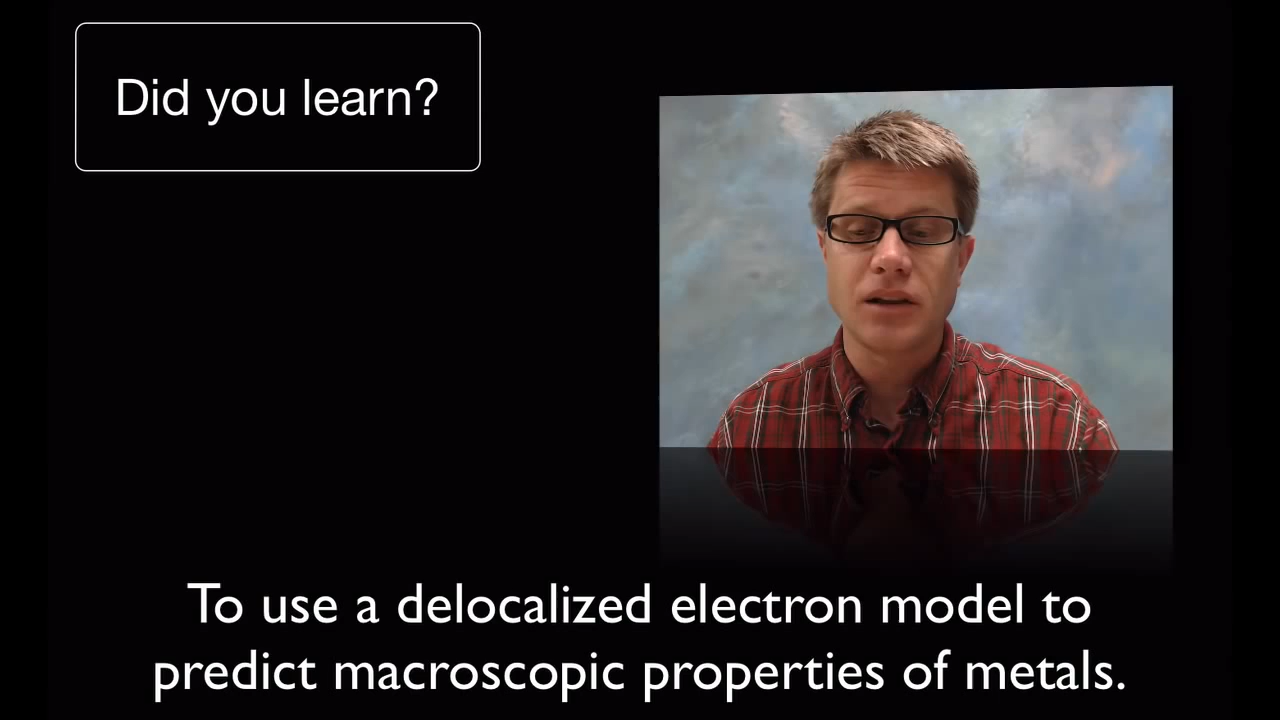 Did you learn?
To use a delocalized electron model to
predict macroscopic properties of metals.